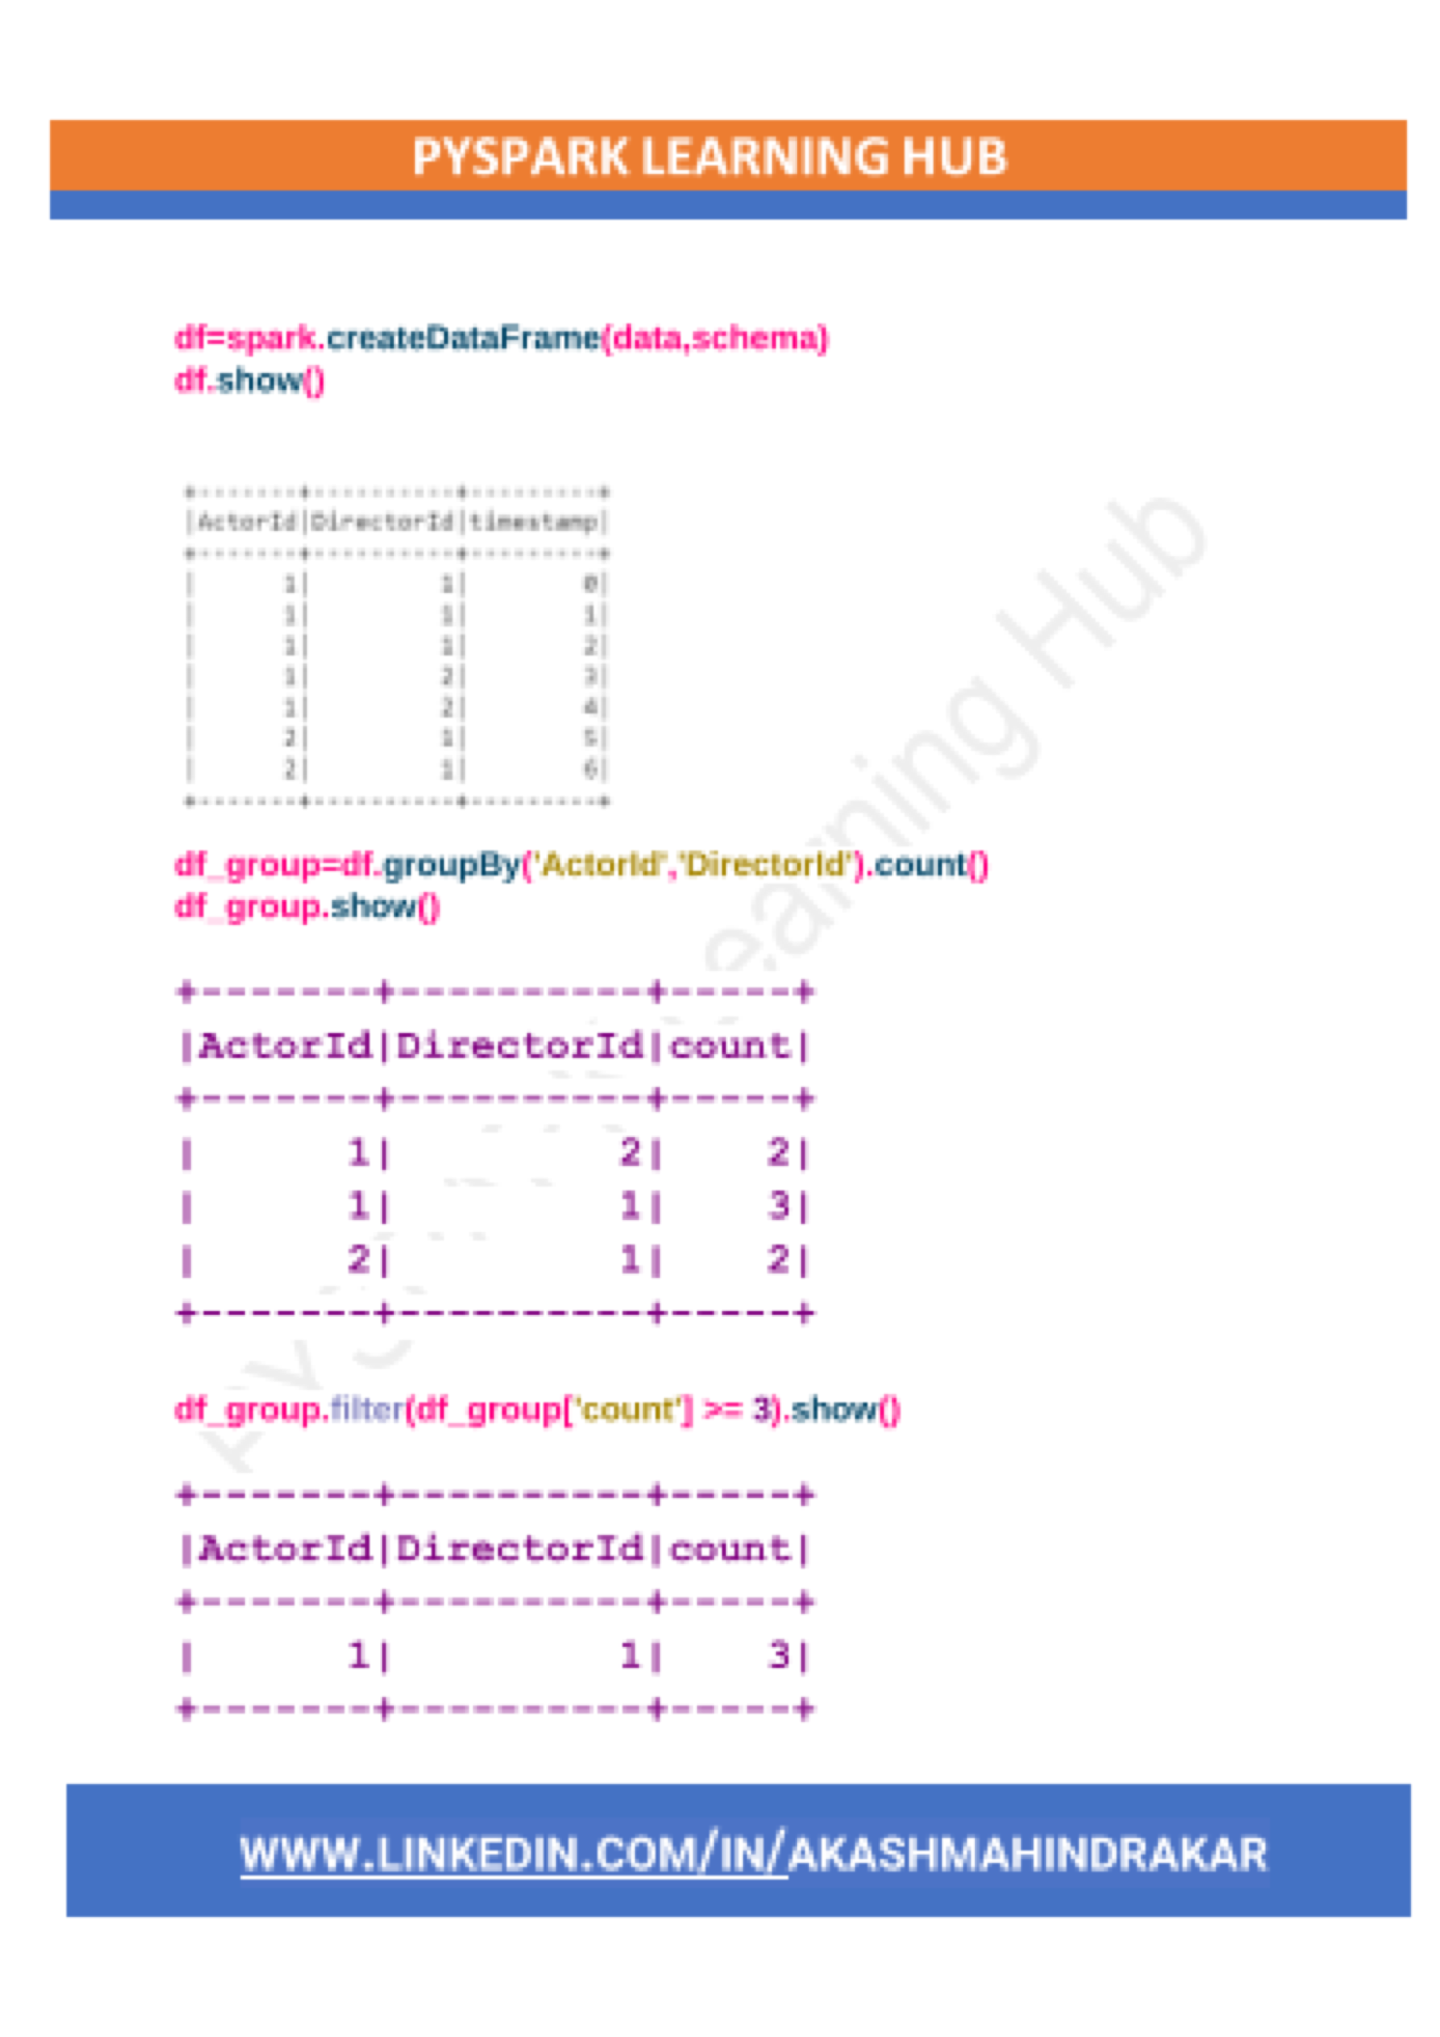 PYSPARK LEARNING HUB
df=spark.createDataFrame(data,schema)
df.show()
+-------+----------+---------+
|ActorId|DirectorId|timestamp|
+-------+----------+---------+
|      1|         1|        0|
|      1|         1|        1|
|      1|         1|        2|
|      1|         2|        3|
|      1|         2|        4|
|      2|         1|        5|
|      2|         1|        6|
+-------+----------+---------+
df_group=df.groupBy('ActorId','DirectorId').count()
df_group.show()
+-------+----------+-----+
|ActorId|DirectorId|count|
+-------+----------+-----+
|      1|         2|    2|
|      1|         1|    3|
|      2|         1|    2|
+-------+----------+-----+
df_group.filter(df_group['count'] >= 3).show()
+-------+----------+-----+
|ActorId|DirectorId|count|
+-------+----------+-----+
|      1|         1|    3|
+-------+----------+-----+
WWW.LINKEDIN.COM/IN/AKASHMAHINDRAKAR